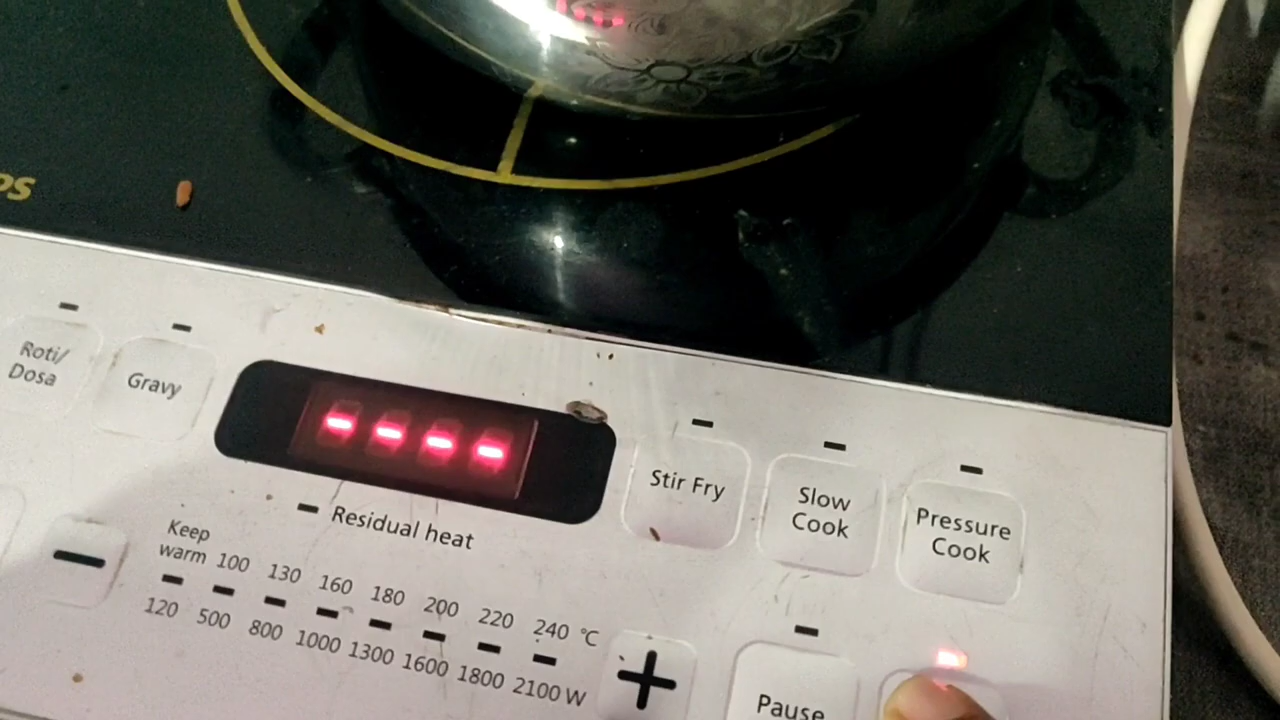 PS
Roti/
Dosa
Gravy
----
Stir Fry
Slow
Cook
Pressure
Cook
Residual heat
Keep
warm 100 130 160 180 200 220 240 °C
120 500 800 1000 1300 1600 1800 2100 W
Pause